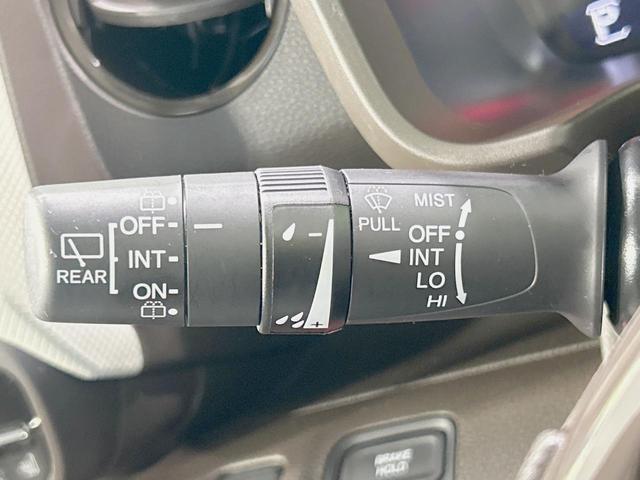 REAR
OFF
INT
ON
-
+
PULL
MIST
OFF
INT
LO
HI
P
BRAKE
HOLD